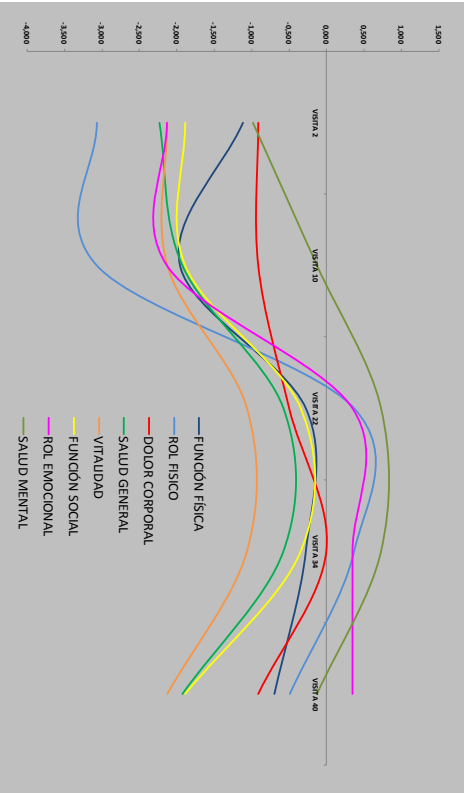 1,500
1,000
0,500
0,000
-0,500
-1,000
-1,500
-2,000
-2,500
-3,000
-3,500
-4,000
VISITA 2
VISITA 10
VISITA 22
VISITA 34
VISITA 40
FUNCIÓN FÍSICA
ROL FISICO
DOLOR CORPORAL
SALUD GENERAL
VITALIDAD
FUNCIÓN SOCIAL
ROL EMOCIONAL
SALUD MENTAL